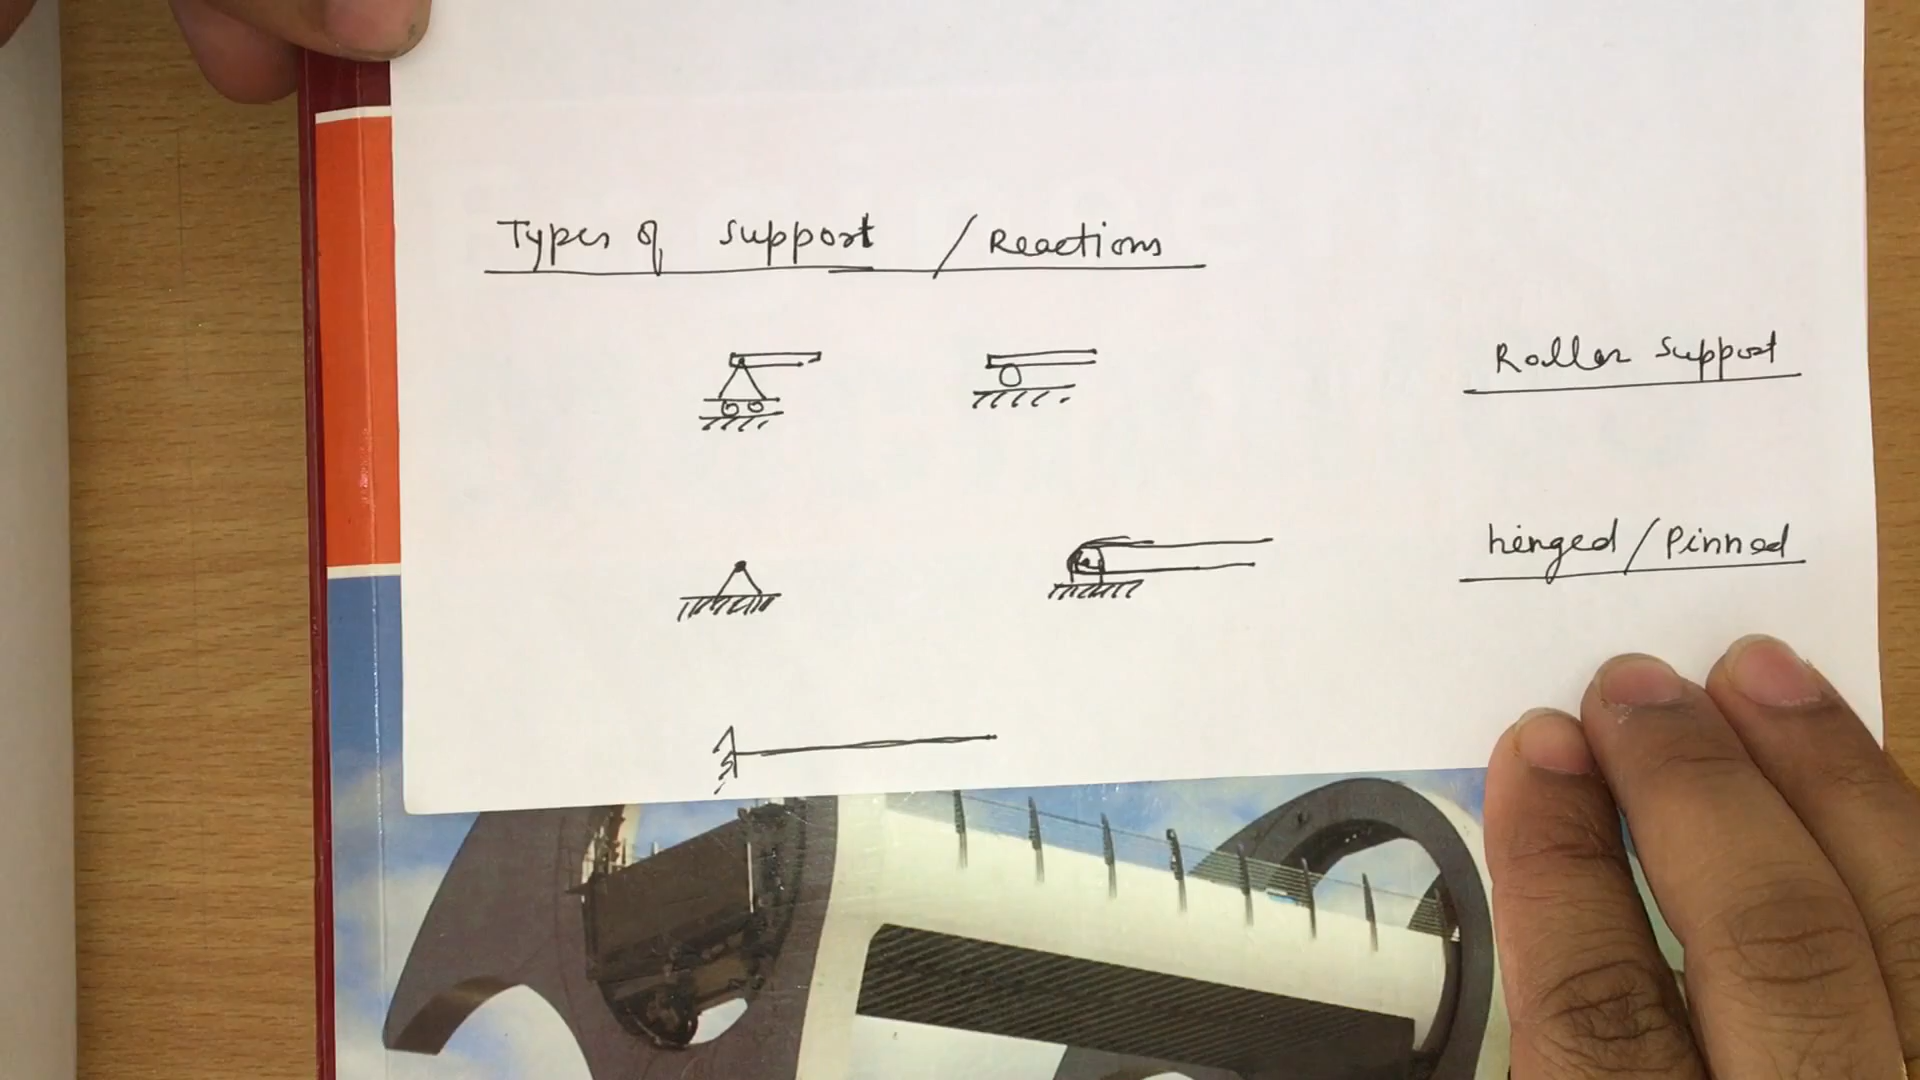 Types of support / Reactions
Roller support
hinged / Pinned